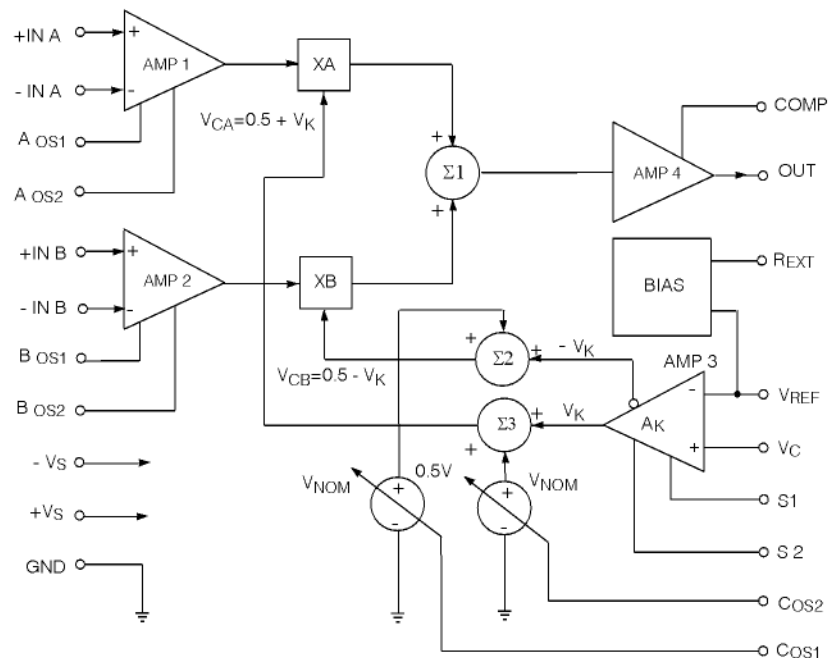 +IN A
+
AMP 1
XA
- IN A
-
COMP
V_CA=0.5 + V_K
A OS1
+
Σ1
AMP 4
OUT
A OS2
+
+IN B
+
AMP 2
XB
BIAS
R_EXT
- IN B
-
+
Σ2
+
- V_K
B OS1
V_CB=0.5 - V_K
AMP 3
-
V_REF
B OS2
Σ3
+
V_K
A_K
+
V_C
+
- V_S
V_NOM
0.5V
V_NOM
+
-
+
-
S1
+V_S
S 2
GND
C_OS2
C_OS1